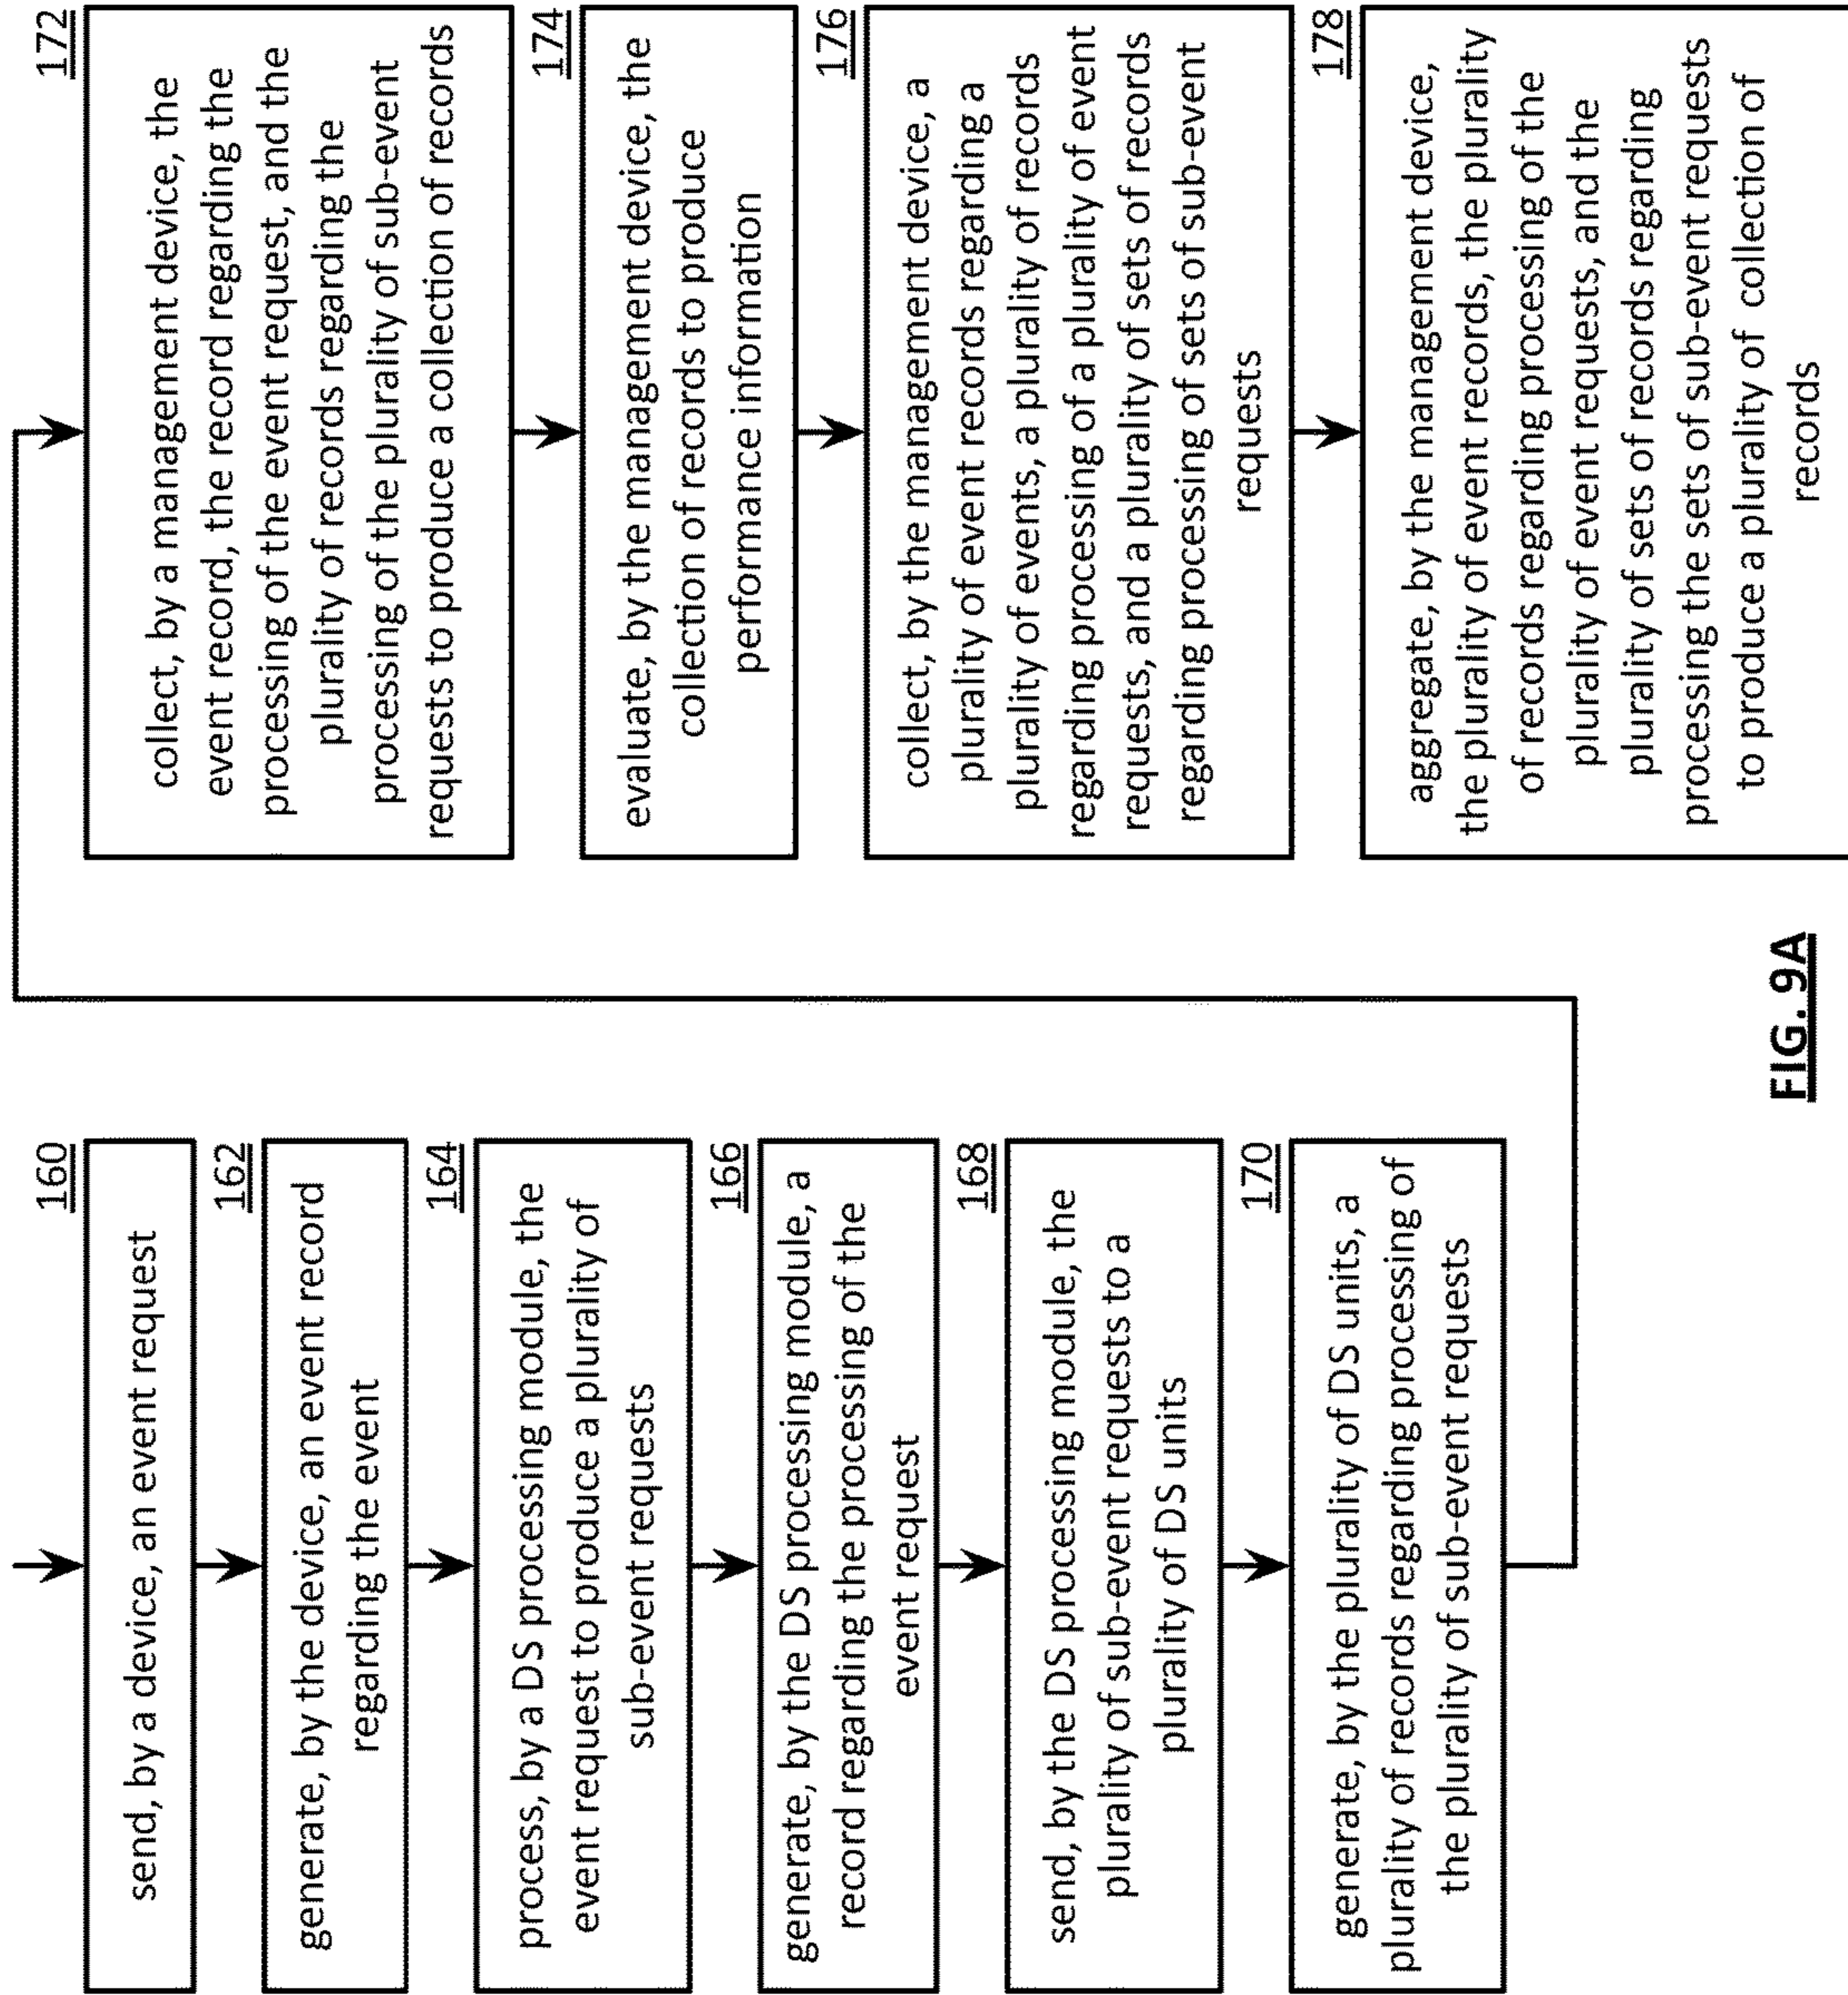 160
send, by a device, an event request
162
generate, by the device, an event record
regarding the event
164
process, by a DS processing module, the
event request to produce a plurality of
sub-event requests
166
generate, by the DS processing module, a
record regarding the processing of the
event request
168
send, by the DS processing module, the
plurality of sub-event requests to a
plurality of DS units
170
generate, by the plurality of DS units, a
plurality of records regarding processing of
the plurality of sub-event requests
172
collect, by a management device, the
event record, the record regarding the
processing of the event request, and the
plurality of records regarding the
processing of the plurality of sub-event
requests to produce a collection of records
174
evaluate, by the management device, the
collection of records to produce
performance information
176
collect, by the management device, a
plurality of event records regarding a
plurality of events, a plurality of records
regarding processing of a plurality of event
requests, and a plurality of sets of records
regarding processing of sets of sub-event
requests
178
aggregate, by the management device,
the plurality of event records, the plurality
of records regarding processing of the
plurality of event requests, and the
plurality of sets of records regarding
processing the sets of sub-event requests
to produce a plurality of collection of
records
FIG. 9A